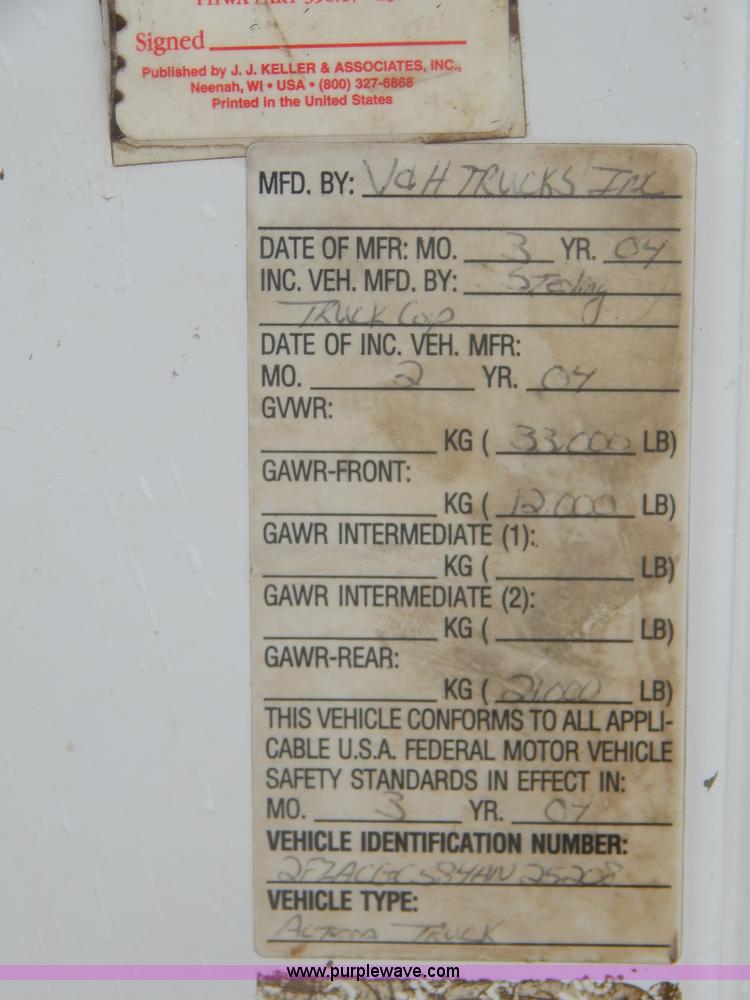 Signed
Published by J. J. KELLER & ASSOCIATES, INC.,
Neenah, WI • USA • (800) 327-6868
Printed in the United States
MFD. BY: V&H TRUCKS INC
DATE OF MFR: MO. 3 YR. 04
INC. VEH. MFD. BY: Sterling
TRUCK Corp
DATE OF INC. VEH. MFR:
MO. 2 YR. 04
GVWR:
KG ( 33,000 LB)
GAWR-FRONT:
KG ( 12,000 LB)
GAWR INTERMEDIATE (1):
KG ( LB)
GAWR INTERMEDIATE (2):
KG ( LB)
GAWR-REAR:
KG ( 21,000 LB)
THIS VEHICLE CONFORMS TO ALL APPLI-
CABLE U.S.A. FEDERAL MOTOR VEHICLE
SAFETY STANDARDS IN EFFECT IN:
MO. 3 YR. 04
VEHICLE IDENTIFICATION NUMBER:
2FZACGCS84AN25208
VEHICLE TYPE:
TRUCK
www.purplewave.com